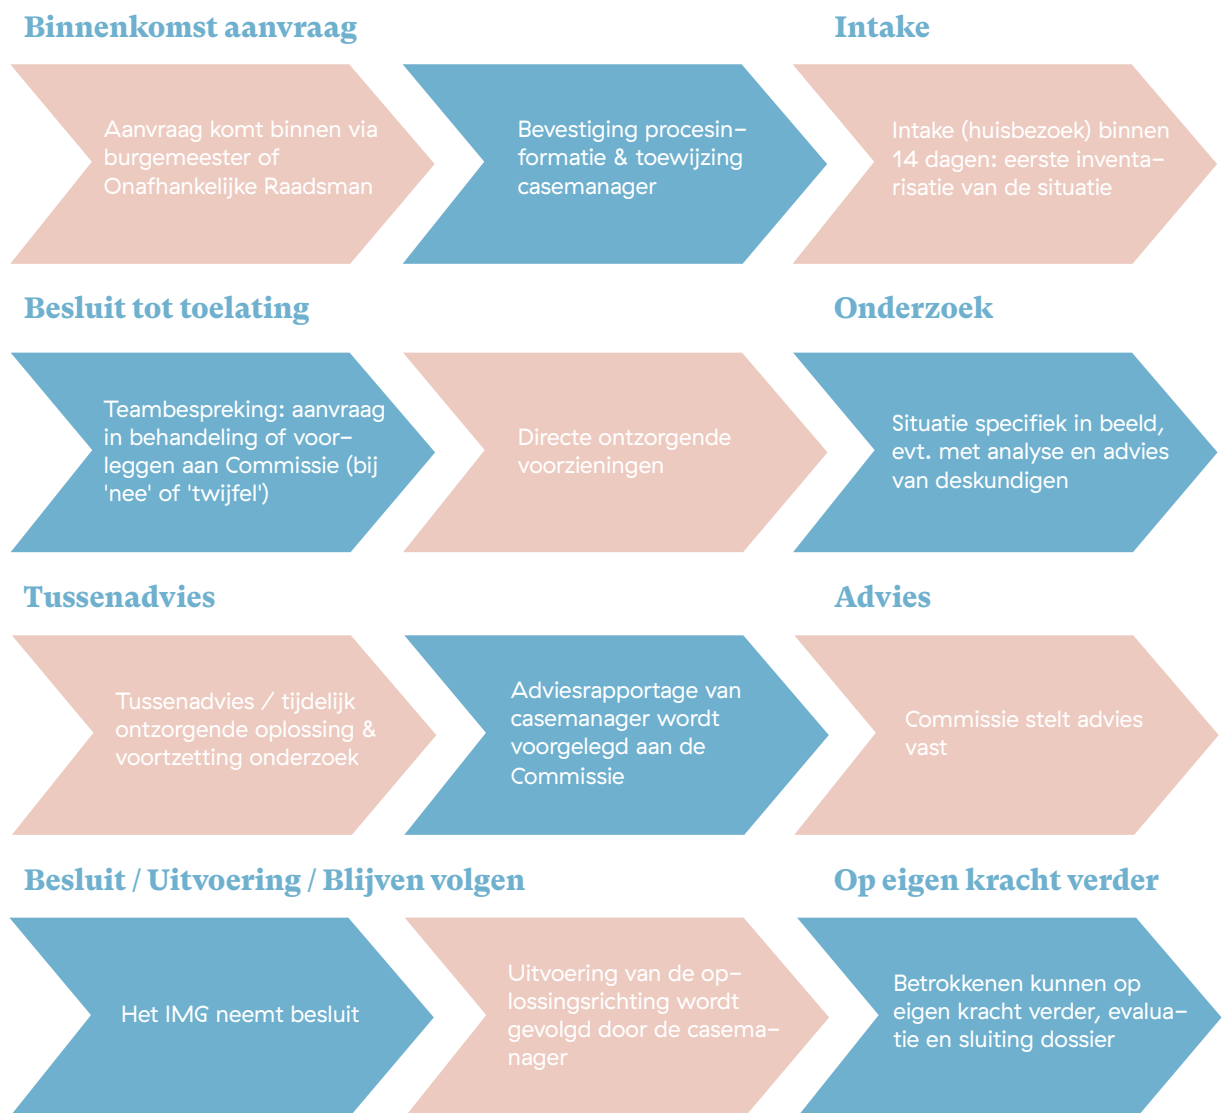 Binnenkomst aanvraag
Intake
Aanvraag komt binnen via
burgemeester of
Onafhankelijke Raadsman
Bevestiging procesin-
formatie & toewijzing
casemanager
Intake (huisbezoek) binnen
14 dagen: eerste inventa-
risatie van de situatie
Besluit tot toelating
Onderzoek
Teambespreking: aanvraag
in behandeling of voor-
leggen aan Commissie (bij
'nee' of 'twijfel')
Directe ontzorgende
voorzieningen
Situatie specifiek in beeld,
evt. met analyse en advies
van deskundigen
Tussenadvies
Advies
Tussenadvies / tijdelijk
ontzorgende oplossing &
voortzetting onderzoek
Adviesrapportage van
casemanager wordt
voorgelegd aan de
Commissie
Commissie stelt advies
vast
Besluit / Uitvoering / Blijven volgen
Op eigen kracht verder
Het IMG neemt besluit
Uitvoering van de op-
lossingsrichting wordt
gevolgd door de casema-
nager
Betrokkenen kunnen op
eigen kracht verder, evalua-
tie en sluiting dossier